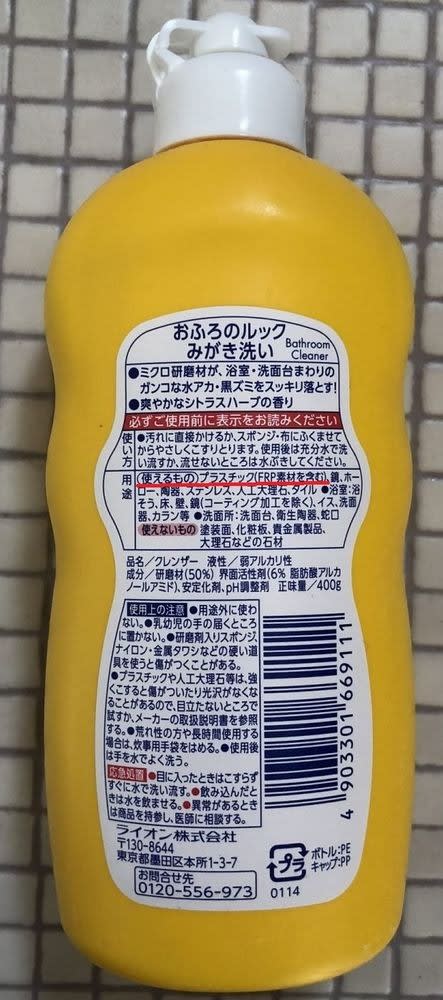 おふろのルック
みがき洗い Bathroom Cleaner
●ミクロ研磨材が、浴室・洗面台まわりの
ガンコな水アカ・黒ズミをスッキリ落とす!
●爽やかなシトラスハーブの香り
必ずご使用前に表示をお読みください
使い方 ●汚れに直接かけるか、スポンジ・布にふくませて
からやさしくこすりとります。使用後は充分水で洗
い流すか、流せないところは水ぶきしてください。
用途 (使えるもの)プラスチック(FRP素材を含む)、鏡、ホー
ロー、陶器、ステンレス、人工大理石、タイル ●浴室:浴
そう、床、壁、鏡(コーティング加工を除く)、イス、洗面
器、カラン等 ●洗面所:洗面台、衛生陶器、蛇口
使えないもの 塗装面、化粧板、貴金属製品、
大理石などの石材
品名/クレンザー 液性/弱アルカリ性
成分/研磨材(50%) 界面活性剤(6% 脂肪酸アルカ
ノールアミド)、安定化剤、pH調整剤 正味量/400g
使用上の注意 ●用途外に使わ
ない。●乳幼児の手の届くところ
に置かない。●研磨剤入りスポンジ、
ナイロン・金属タワシなどの硬い道
具を使うと傷がつくことがある。
●プラスチックや人工大理石等は、強
くこすると傷がついたり光沢がなくな
ることがあるので、目立たないところで
試すか、メーカーの取扱説明書を参照
する。●荒れ性の方や長時間使用する
場合は、炊事用手袋をはめる。●使用後
は手を水でよく洗う。
応急処置 ●目に入ったときはこすらず
すぐに水で洗い流す。●飲み込んだと
きは水を飲ませる。●異常があるとき
は商品を持参し、医師に相談する。
ライオン株式会社
〒130-8644
東京都墨田区本所1-3-7
お問合せ先
0120-556-973
4 903301 669111
プラ
ボトル:PE
キャップ:PP
0114